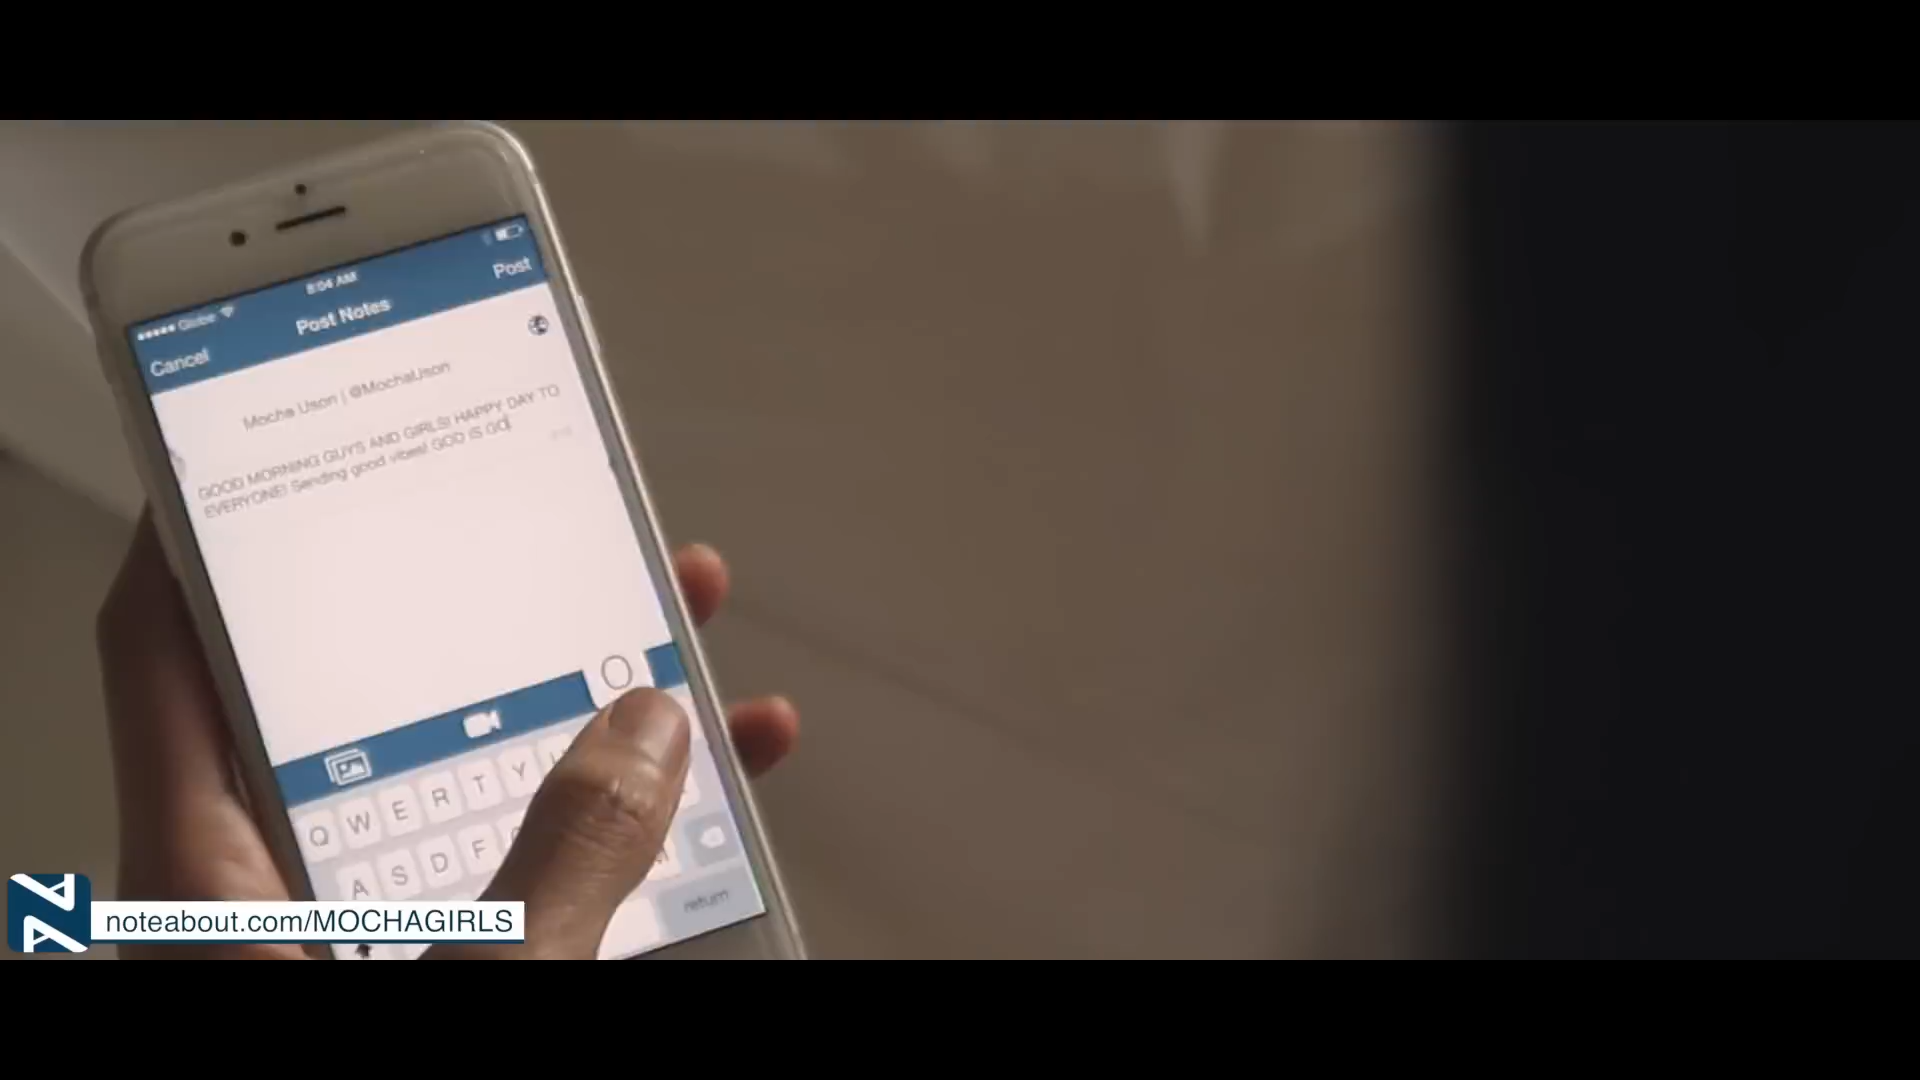 Globe 8:04 AM
Cancel Post Notes Post
Mocha Uson | @MochaUson
GOOD MORNING GUYS AND GIRLS! HAPPY DAY TO
EVERYONE! Sending good vibes! GOD IS GO
O
Q W E R T Y U
A S D F
M
return
noteabout.com/MOCHAGIRLS